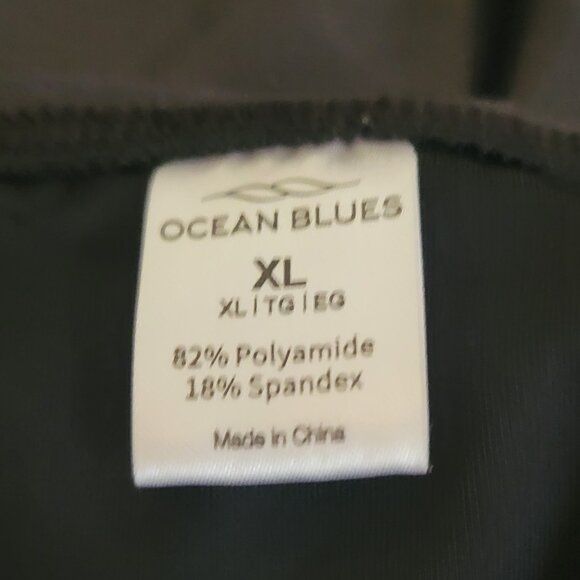 OCEAN BLUES
XL
XL | TG | EG
82% Polyamide
18% Spandex
Made in China